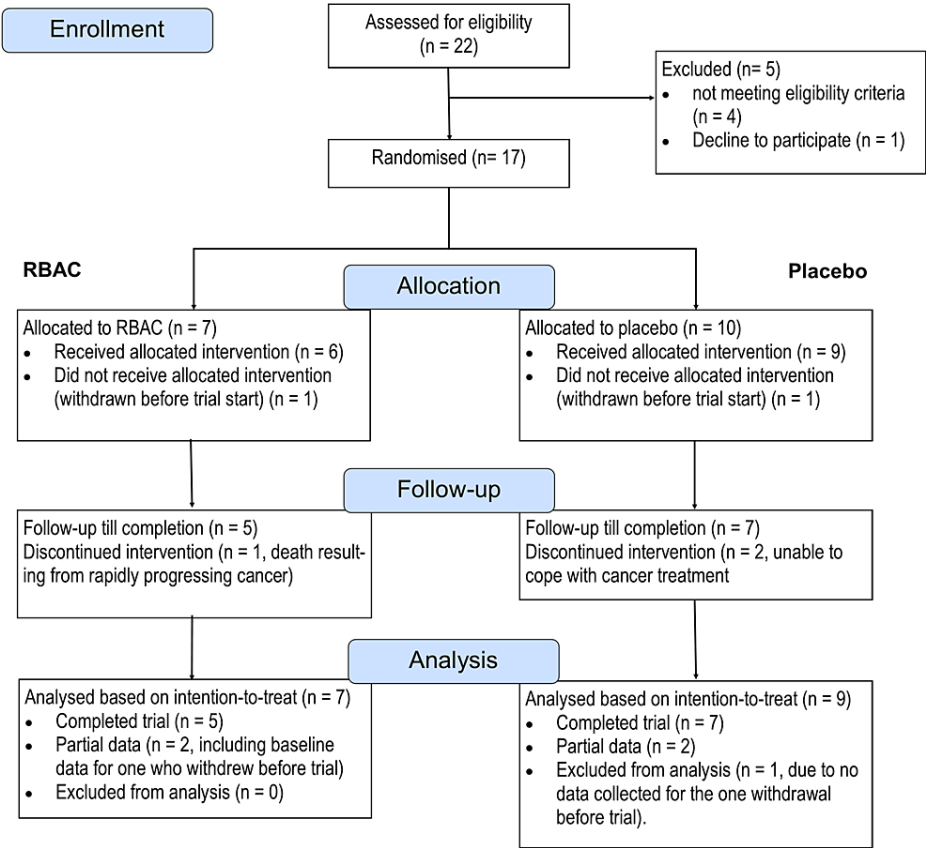 Enrollment
Assessed for eligibility
(n = 22)
Excluded (n= 5)
• not meeting eligibility criteria
(n = 4)
• Decline to participate (n = 1)
Randomised (n= 17)
RBAC
Placebo
Allocation
Allocated to RBAC (n = 7)
• Received allocated intervention (n = 6)
• Did not receive allocated intervention
(withdrawn before trial start) (n = 1)
Allocated to placebo (n = 10)
• Received allocated intervention (n = 9)
• Did not receive allocated intervention
(withdrawn before trial start) (n = 1)
Follow-up
Follow-up till completion (n = 5)
Discontinued intervention (n = 1, death result-
ing from rapidly progressing cancer)
Follow-up till completion (n = 7)
Discontinued intervention (n = 2, unable to
cope with cancer treatment
Analysis
Analysed based on intention-to-treat (n = 7)
• Completed trial (n = 5)
• Partial data (n = 2, including baseline
data for one who withdrew before trial)
• Excluded from analysis (n = 0)
Analysed based on intention-to-treat (n = 9)
• Completed trial (n = 7)
• Partial data (n = 2)
• Excluded from analysis (n = 1, due to no
data collected for the one withdrawal
before trial).